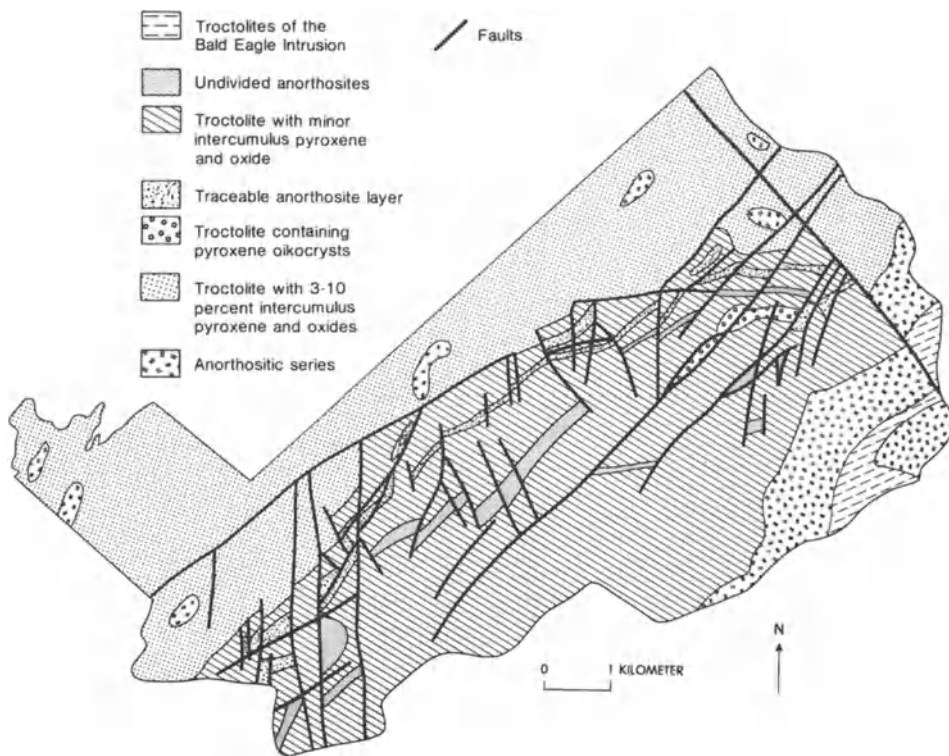 Troctolites of the
Bald Eagle Intrusion
Faults
Undivided anorthosites
Troctolite with minor
intercumulus pyroxene
and oxide
Traceable anorthosite layer
Troctolite containing
pyroxene oikocrysts
Troctolite with 3-10
percent intercumulus
pyroxene and oxides
Anorthositic series
N
0 1 KILOMETER